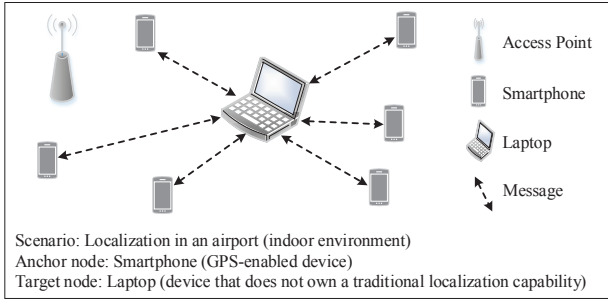 Access Point
Smartphone
Laptop
Message
Scenario: Localization in an airport (indoor environment)
Anchor node: Smartphone (GPS-enabled device)
Target node: Laptop (device that does not own a traditional localization capability)